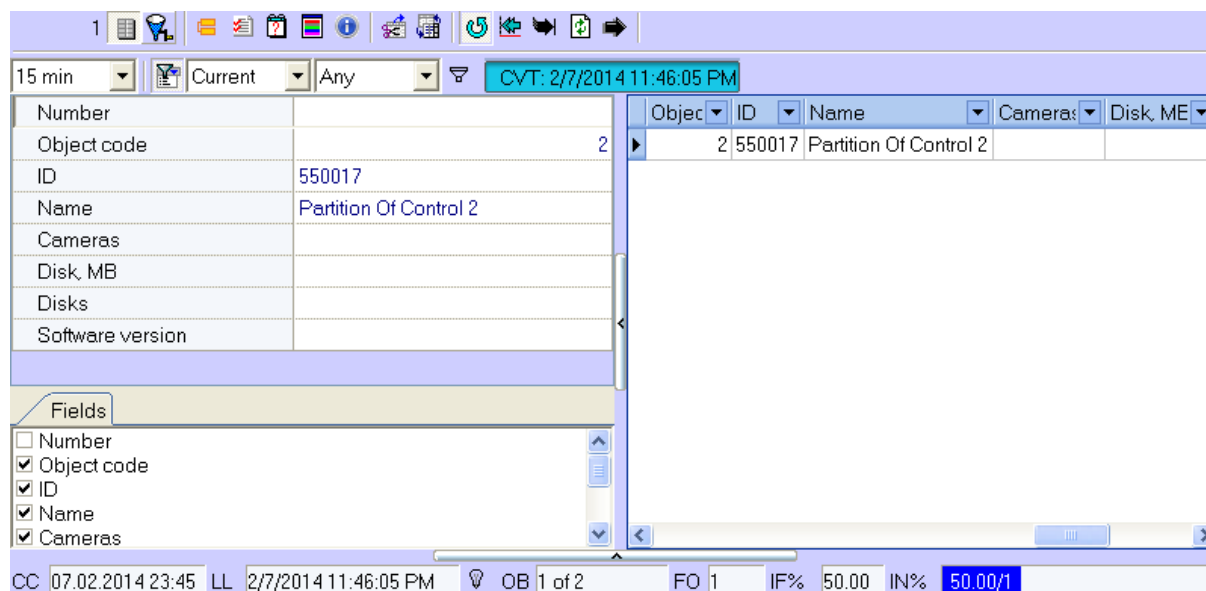 1
15 min Current Any CVT: 2/7/2014 11:46:05 PM
Number
Object code 2
ID 550017
Name Partition Of Control 2
Cameras
Disk, MB
Disks
Software version
Objec ID Name Cameras Disk, ME
2 550017 Partition Of Control 2
Fields
Number
Object code
ID
Name
Cameras
CC 07.02.2014 23:45 LL 2/7/2014 11:46:05 PM OB 1 of 2 FO 1 IF% 50.00 IN% 50.00/1